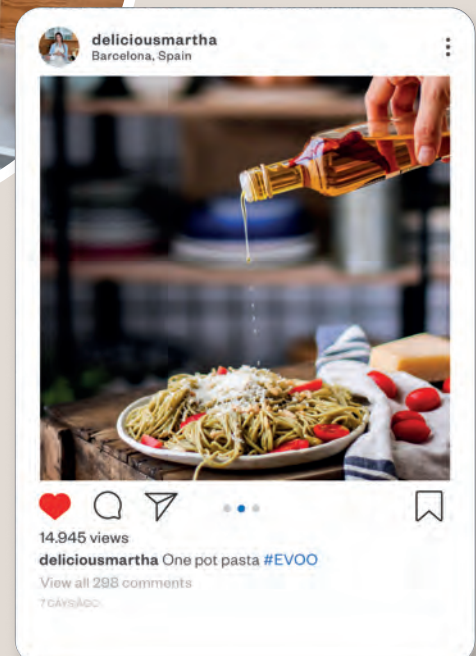 deliciousmartha
Barcelona, Spain
14.945 views
deliciousmartha One pot pasta #EVOO
View all 298 comments